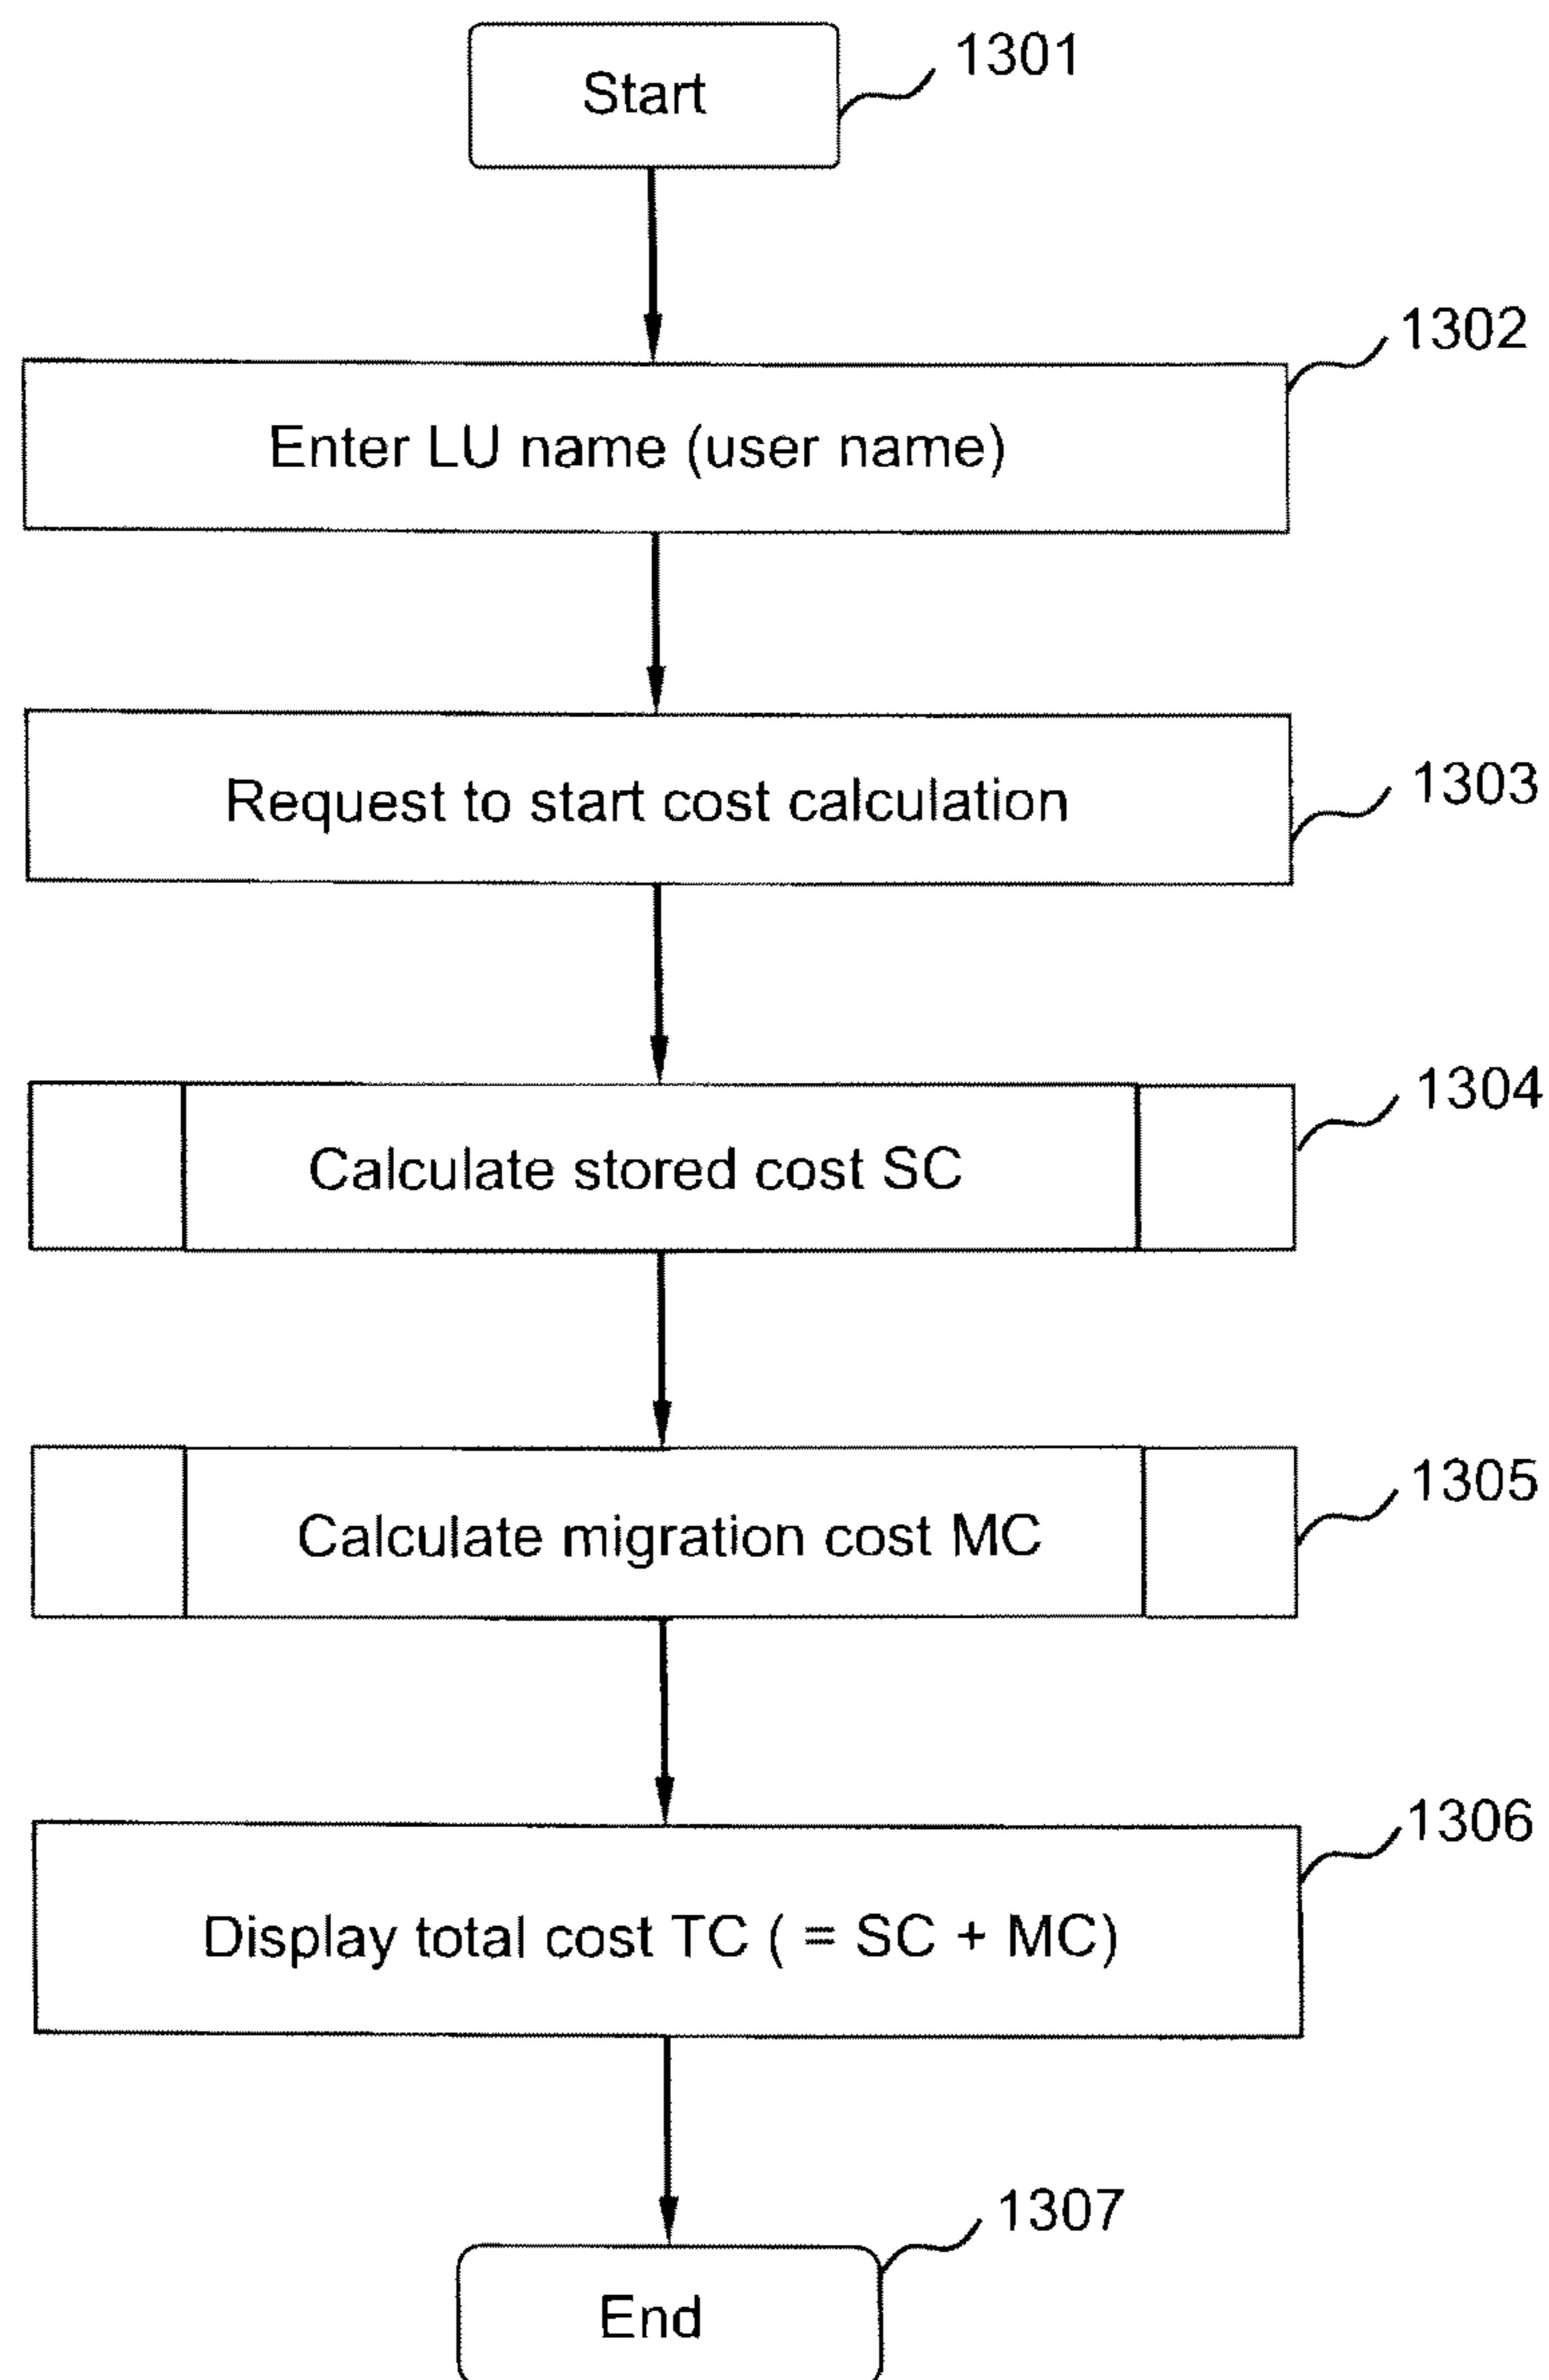 Start
1301
1302
Enter LU name (user name)
1303
Request to start cost calculation
1304
Calculate stored cost SC
1305
Calculate migration cost MC
1306
Display total cost TC ( = SC + MC)
1307
End